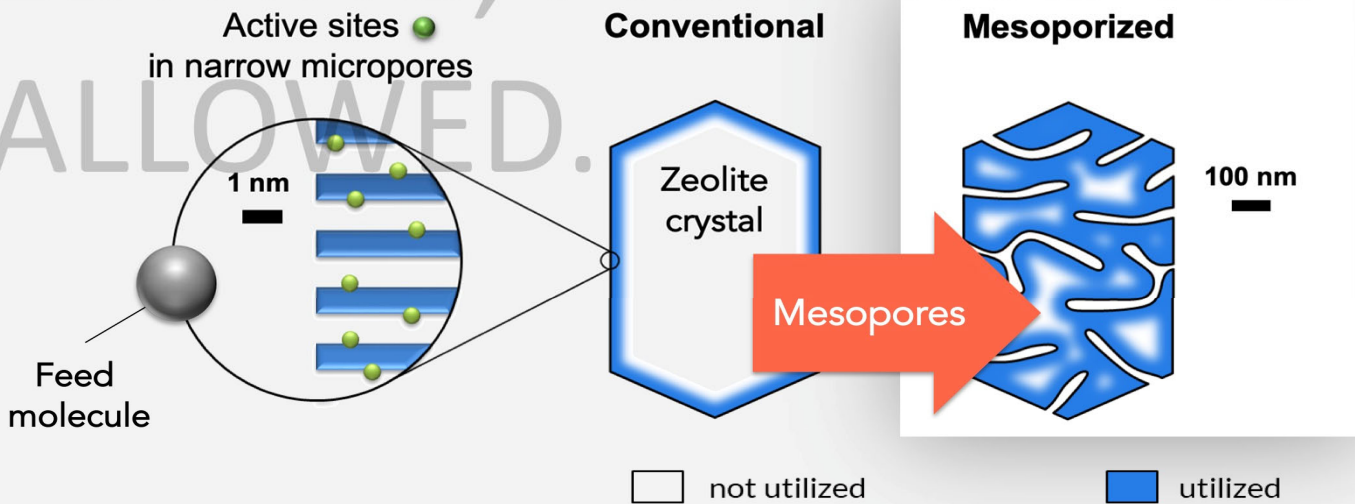 ALLOWED.
Active sites
in narrow micropores
1 nm
Feed
molecule
Conventional
Zeolite
crystal
Mesopores
Mesoporized
100 nm
not utilized
utilized